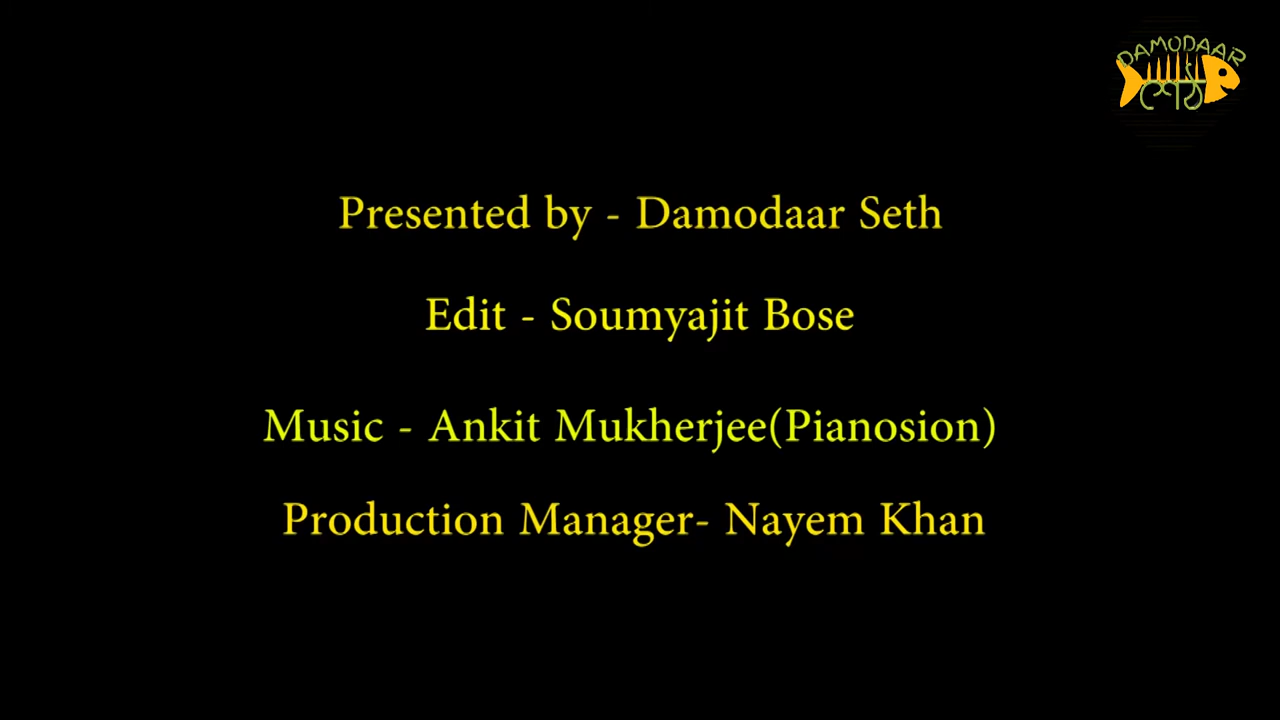 DAMODAAR
Presented by - Damodaar Seth
Edit - Soumyajit Bose
Music - Ankit Mukherjee(Pianosion)
Production Manager- Nayem Khan